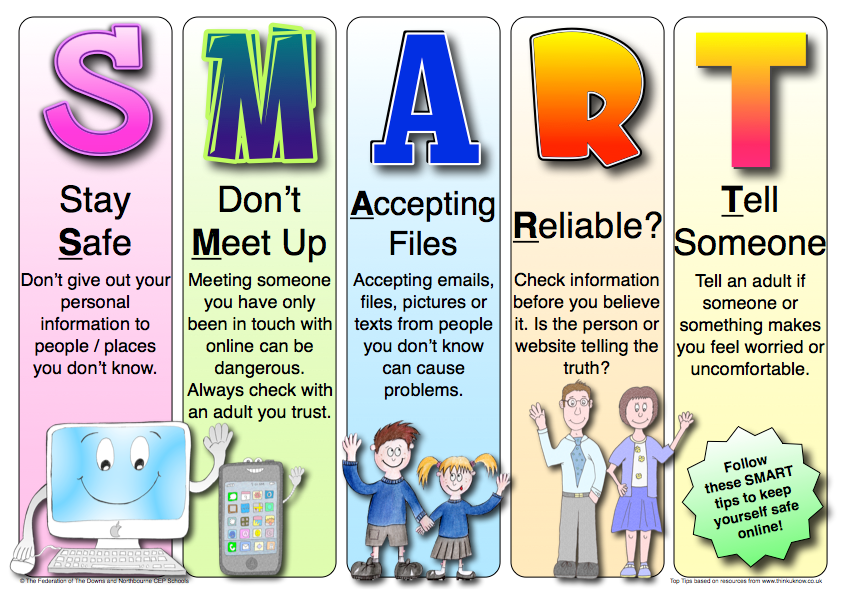 S
Stay
Safe
Don't give out your
personal
information to
people / places
you don't know.
M
Don't
Meet Up
Meeting someone
you have only
been in touch with
online can be
dangerous.
Always check with
an adult you trust.
A
Accepting
Files
Accepting emails,
files, pictures or
texts from people
you don't know
can cause
problems.
R
Reliable?
Check information
before you believe
it. Is the person or
website telling the
truth?
T
Tell
Someone
Tell an adult if
someone or
something makes
you feel worried or
uncomfortable.
Follow
these SMART
tips to keep
yourself safe
online!
© The Federation of The Downs and Northbourne CEP Schools
Top Tips based on resources from www.thinkuknow.co.uk